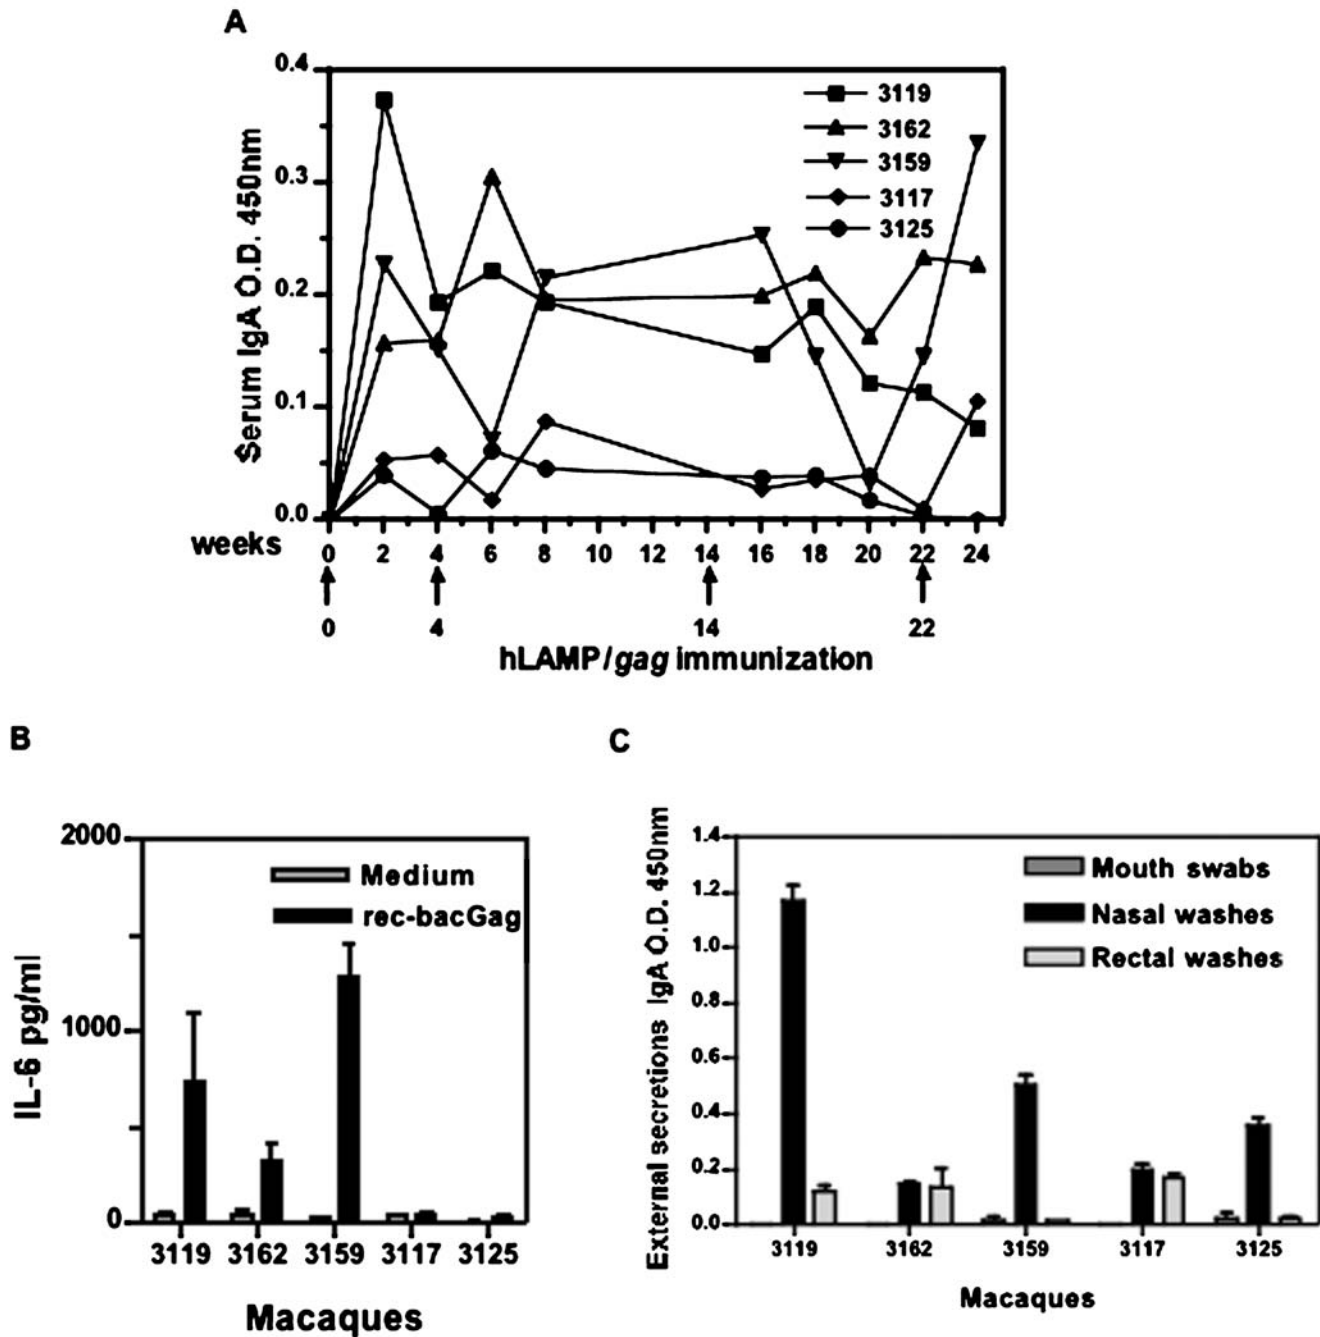 A
0.4
0.3
0.2
0.1
0.0
Serum IgA O.D. 450nm
3119
3162
3159
3117
3125
weeks
0 2 4 6 8 10 12 14 16 18 20 22 24
0 4 14 22
hLAMP/gag immunization
B
2000
1000
0
IL-6 pg/ml
Medium
rec-bacGag
3119 3162 3159 3117 3125
Macaques
C
1.4
1.2
1.0
0.8
0.6
0.4
0.2
0.0
External secretions IgA O.D. 450nm
Mouth swabs
Nasal washes
Rectal washes
3119 3162 3159 3117 3125
Macaques